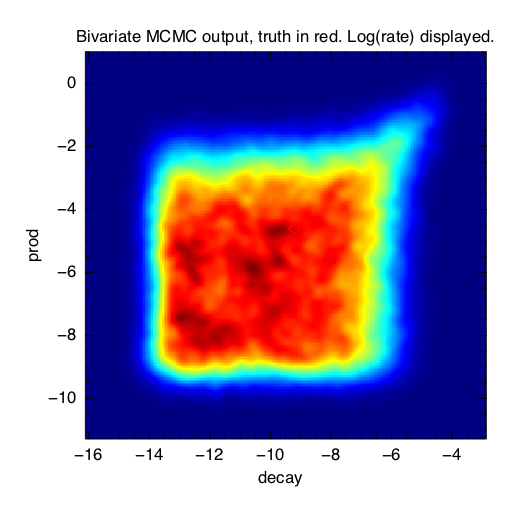 Bivariate MCMC output, truth in red. Log(rate) displayed.
0
−2
−4
−6
−8
−10
prod
−16 −14 −12 −10 −8 −6 −4
decay